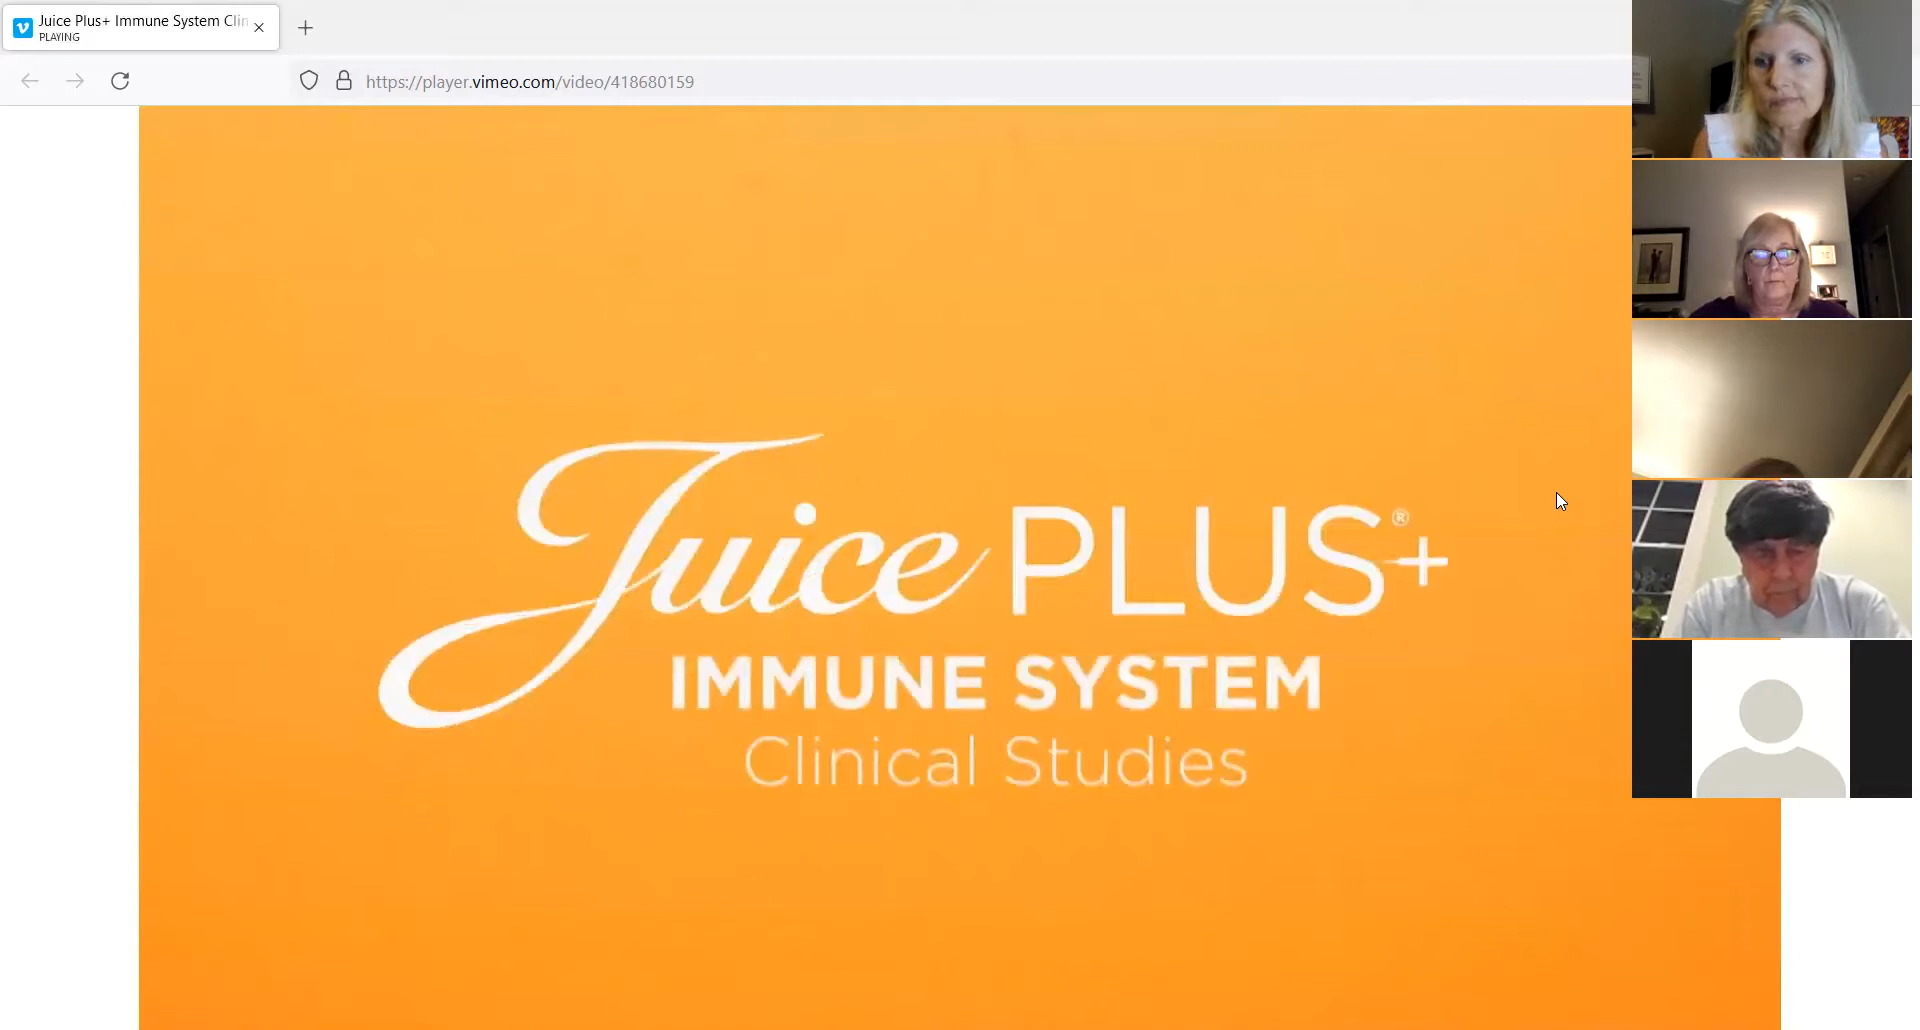 Juice Plus+ Immune System Clin
PLAYING
https://player.vimeo.com/video/418680159
Juice PLUS+®
IMMUNE SYSTEM
Clinical Studies